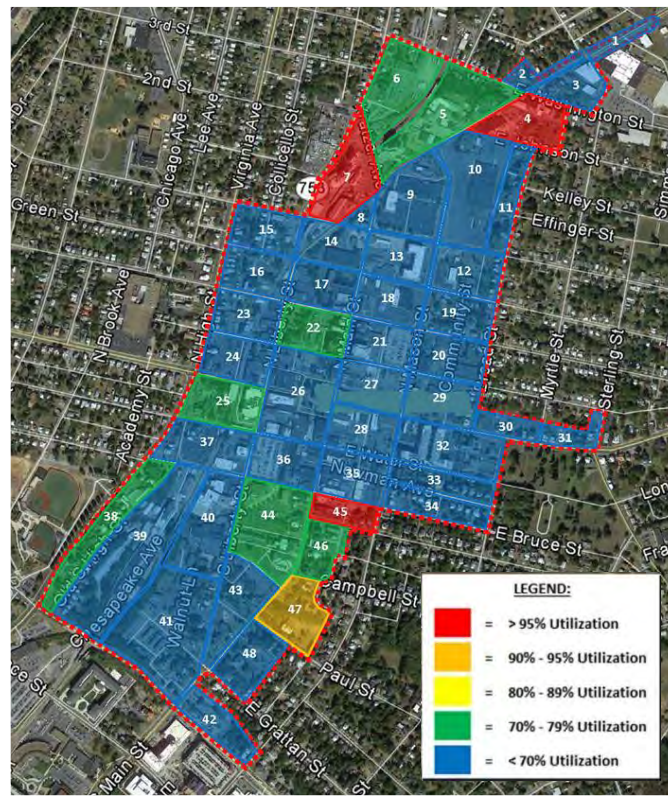 3rd St
2nd St
Chicago Ave
Lee Ave
Virginia Ave
Collicello St
Green St
N Brook Ave
N High St
Academy St
753
1
2
3
4
5
6
7
8
9
10
11
12
13
14
15
16
17
18
19
20
21
22
23
24
25
26
27
28
29
30
31
32
33
34
35
36
37
38
39
40
41
42
43
44
45
46
47
48
Kelley St
Effinger St
Myrtle St
Sterling St
Community St
N Mason St
Broad St
E Water St
Newman Ave
E Bruce St
Campbell St
Paul St
E Grattan St
Main St
Walnut Ln
Chesapeake Ave
LEGEND:
= > 95% Utilization
= 90% - 95% Utilization
= 80% - 89% Utilization
= 70% - 79% Utilization
= < 70% Utilization